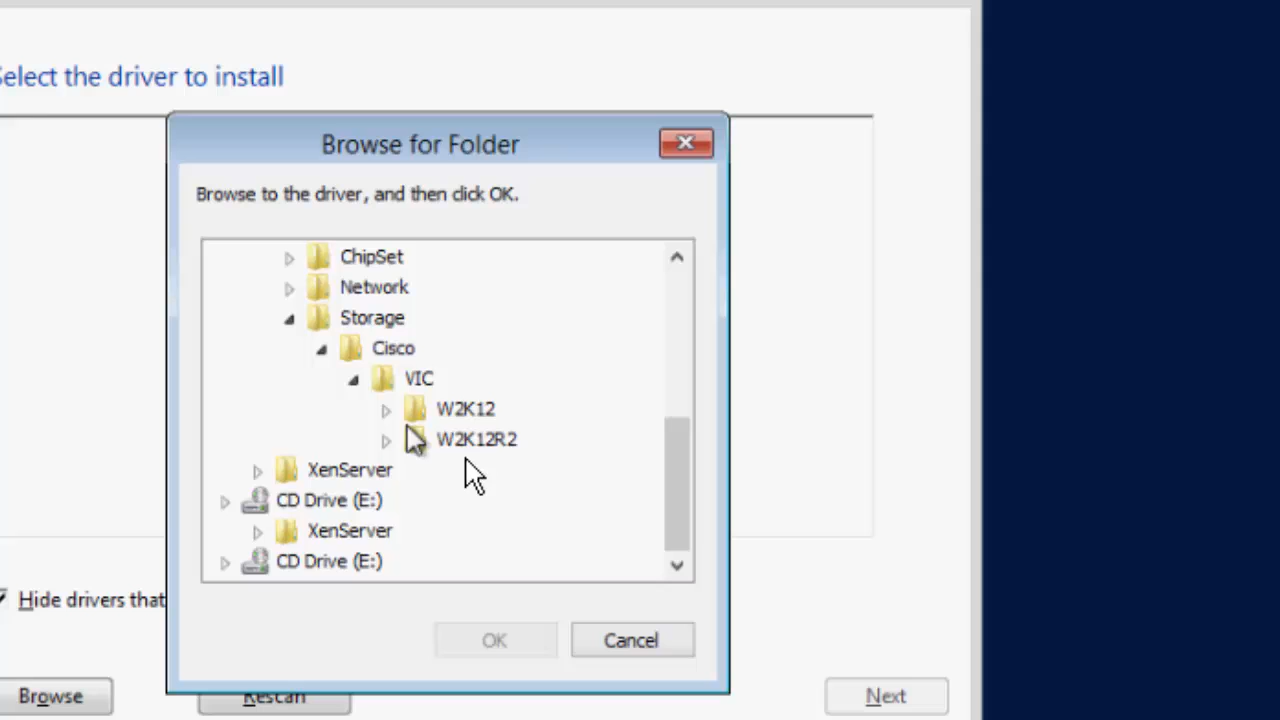 Select the driver to install
Browse for Folder
Browse to the driver, and then click OK.
ChipSet
Network
Storage
Cisco
VIC
W2K12
W2K12R2
XenServer
CD Drive (E:)
XenServer
CD Drive (E:)
Hide drivers that
OK
Cancel
Browse
Rescan
Next